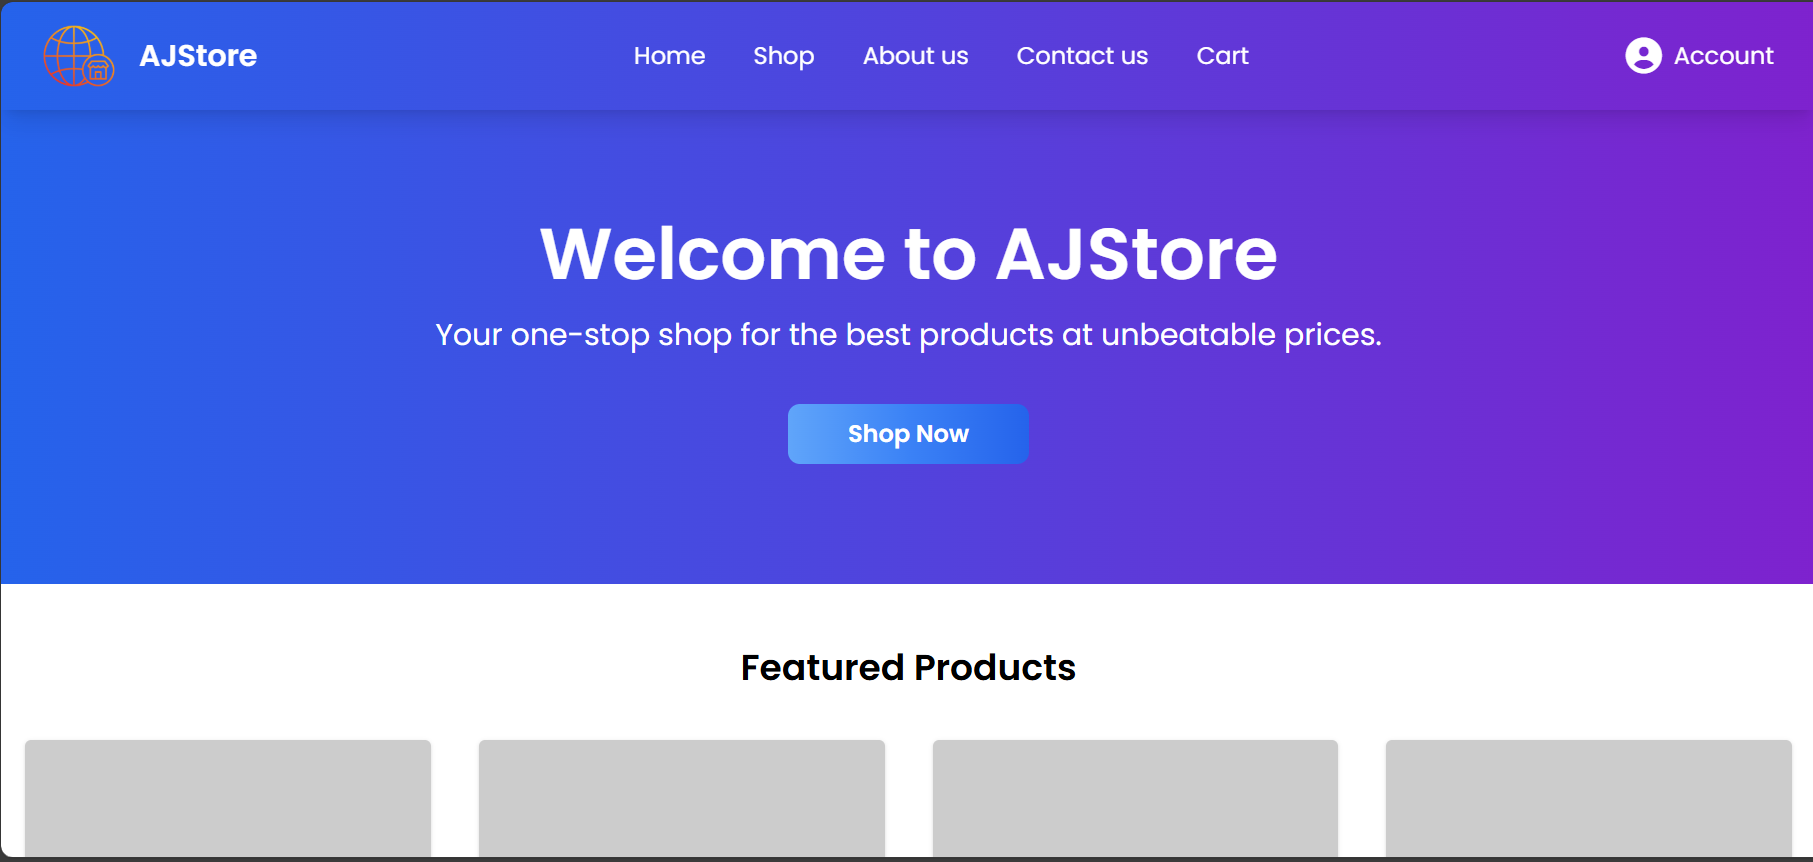 AJStore Home Shop About us Contact us Cart Account
Welcome to AJStore
Your one-stop shop for the best products at unbeatable prices.
Shop Now
Featured Products